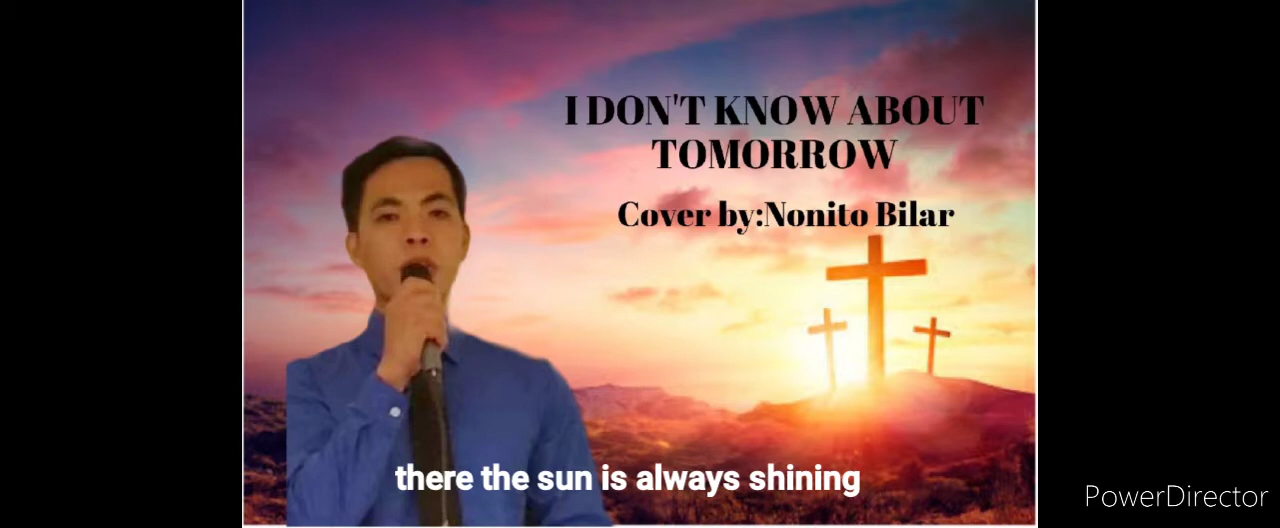 I DON'T KNOW ABOUT
TOMORROW
Cover by:Nonito Bilar
there the sun is always shining
PowerDirector